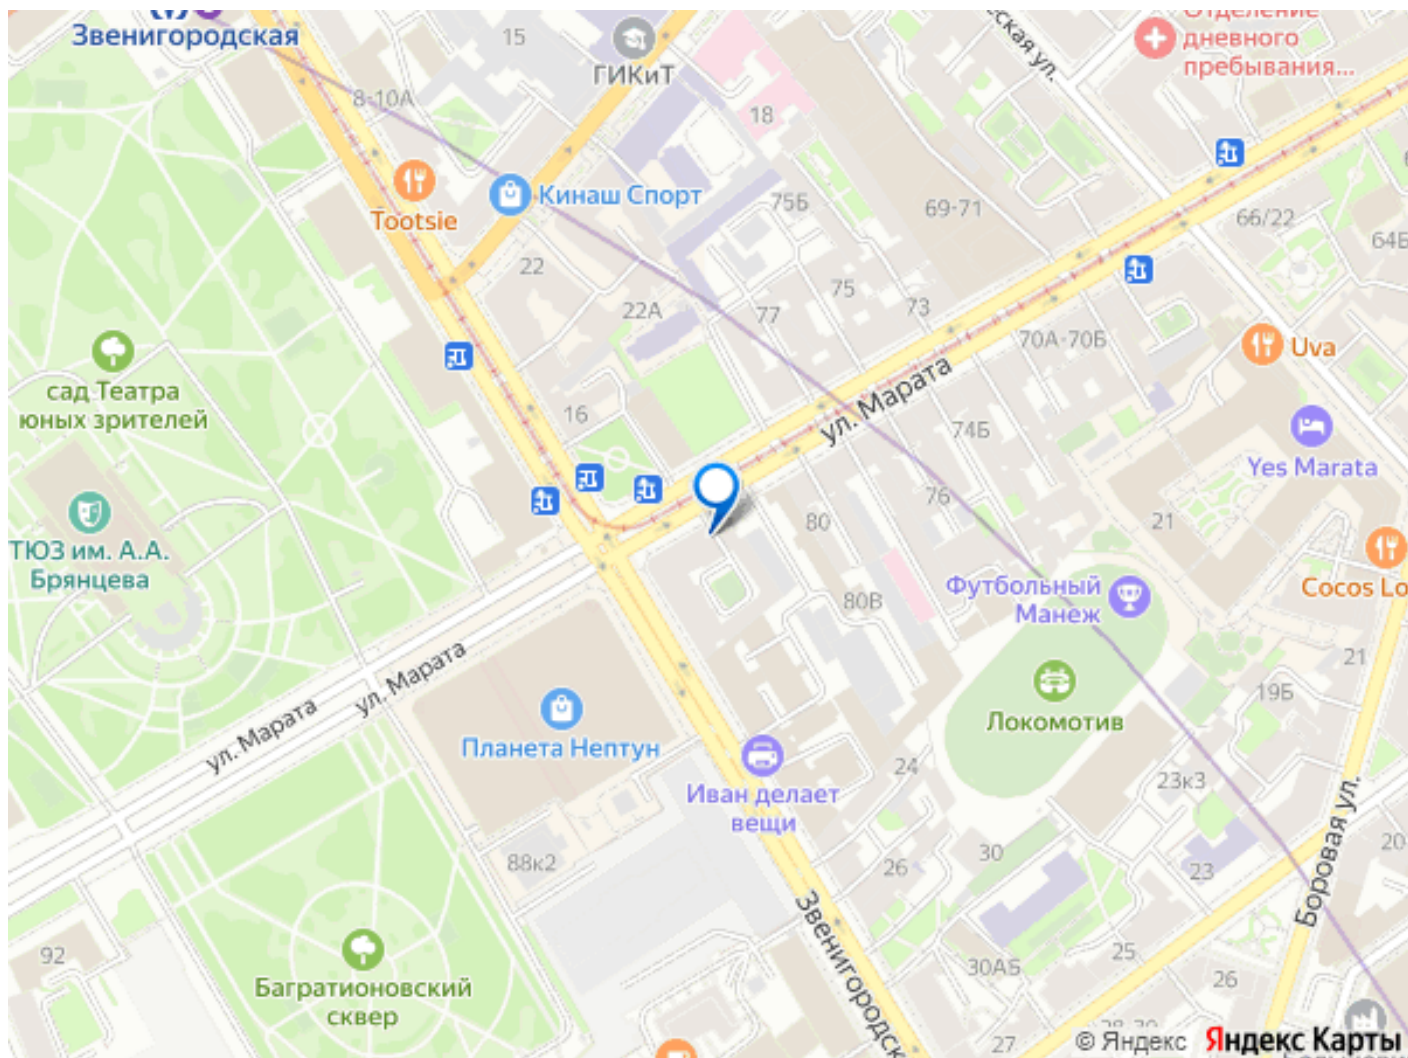 Звенигородская
15
ГИКиТ
8-10А
18
дневного
пребывания...
Tootsie
Кинаш Спорт
75Б
69-71
66/22
22
22А
75
73
77
70А-70Б
Uva
сад Театра
юных зрителей
16
ул. Марата
74Б
Yes Marata
76
80
21
ТЮЗ им. А.А.
Брянцева
80В
Футбольный
Манеж
Cocos Lo
21
19Б
ул. Марата
ул. Марата
Планета Нептун
Локомотив
24
23к3
Иван делает
вещи
88к2
26
30
23
20
Боровая ул.
Звенигородск
92
Багратионовский
сквер
25
30АБ
26
27
© Яндекс Яндекс Карты